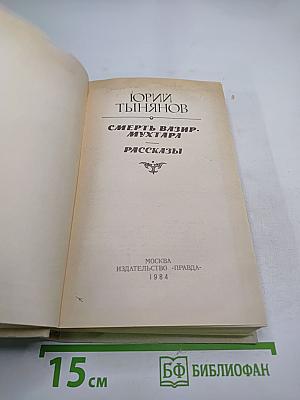 ЮРИЙ
ТЫНЯНОВ
СМЕРТЬ ВАЗИР-
МУХТАРА
РАССКАЗЫ
МОСКВА
ИЗДАТЕЛЬСТВО «ПРАВДА»
1984
15 см
БФ БИБЛИОФАН